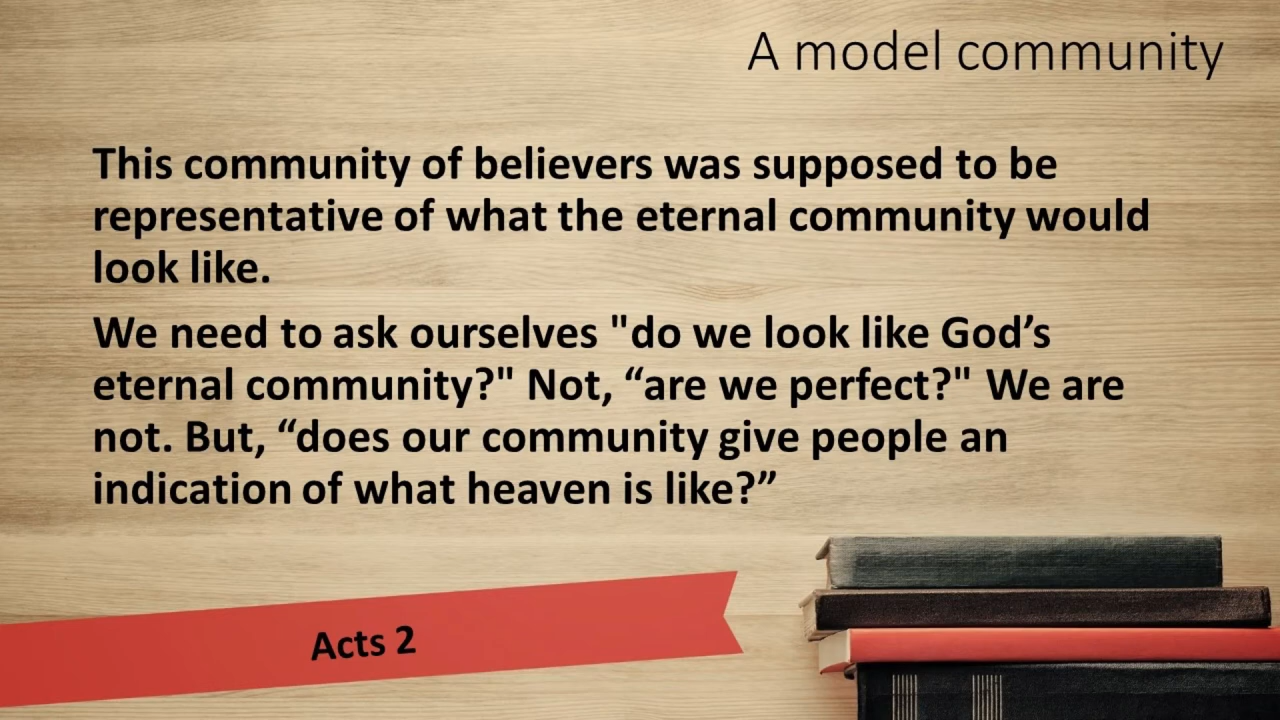 A model community
This community of believers was supposed to be
representative of what the eternal community would
look like.
We need to ask ourselves "do we look like God’s
eternal community?" Not, “are we perfect?" We are
not. But, “does our community give people an
indication of what heaven is like?”
Acts 2